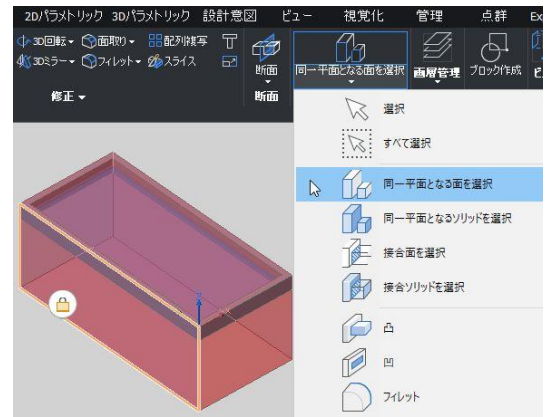 2Dパラメトリック 3Dパラメトリック 設計意図 ビュー 視覚化 管理 点群
3D回転 面取り 配列複写
3Dミラー フィレット スライス
断面 同一平面となる面を選択 画層管理 ブロック作成
修正 断面
選択
すべて選択
同一平面となる面を選択
同一平面となるソリッドを選択
接合面を選択
接合ソリッドを選択
凸
凹
フィレット